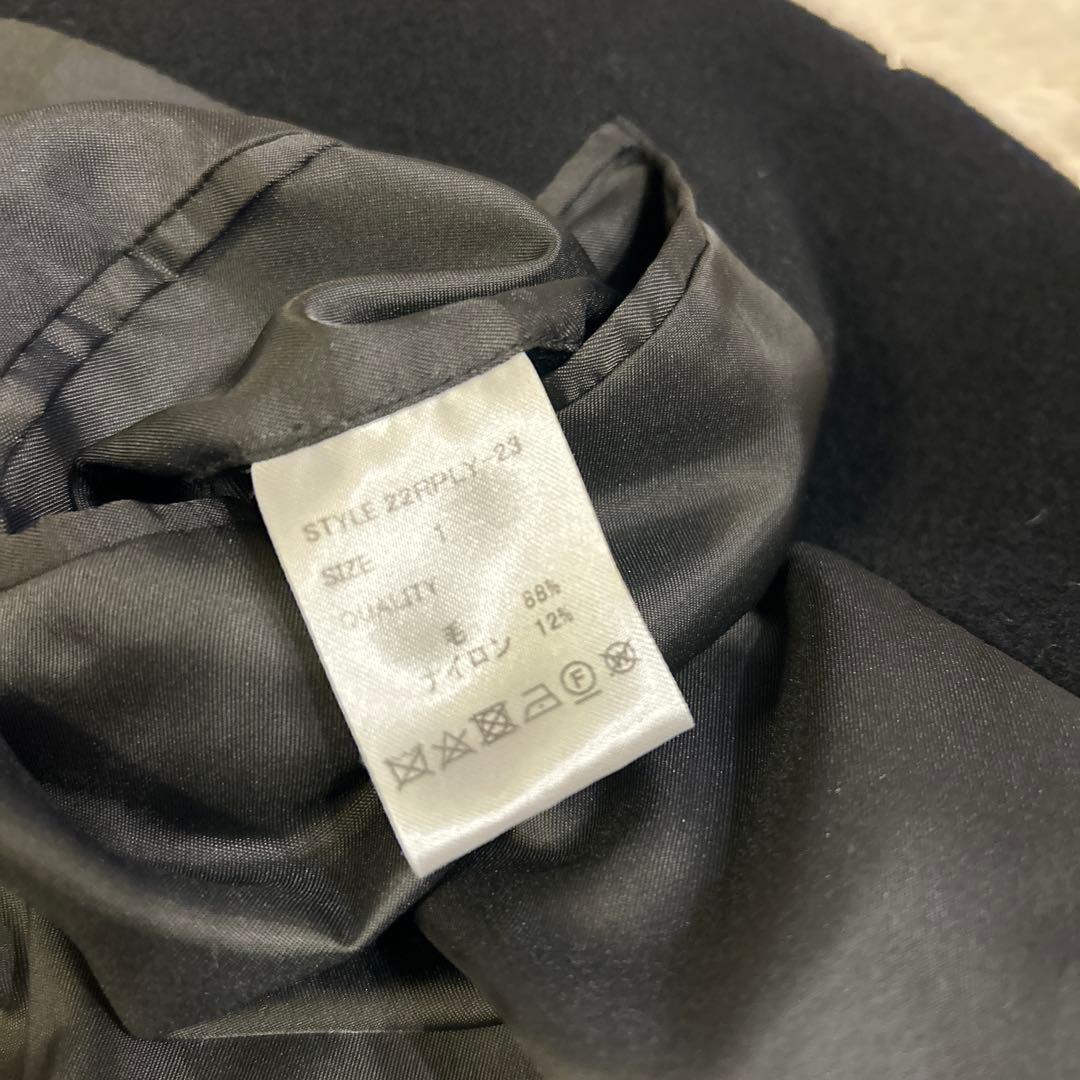 STYLE 22RPLY-23
SIZE 1
QUALITY
毛 88%
ナイロン 12%
F